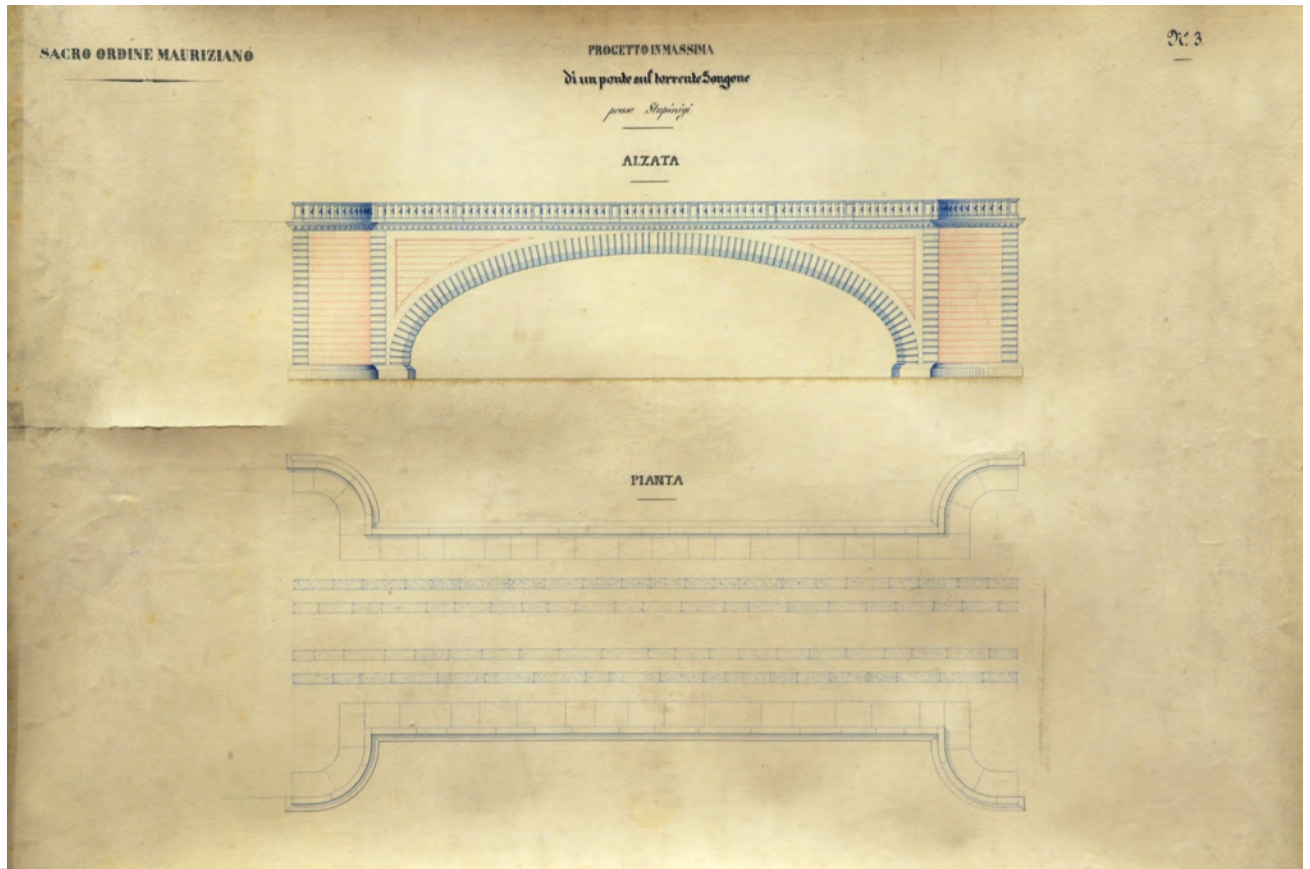 SACRO ORDINE MAURIZIANO
PROGETTO IN MASSIMA
di un ponte sul torrente Sangone
presso Stupinigi
N.º 3
ALZATA
PIANTA